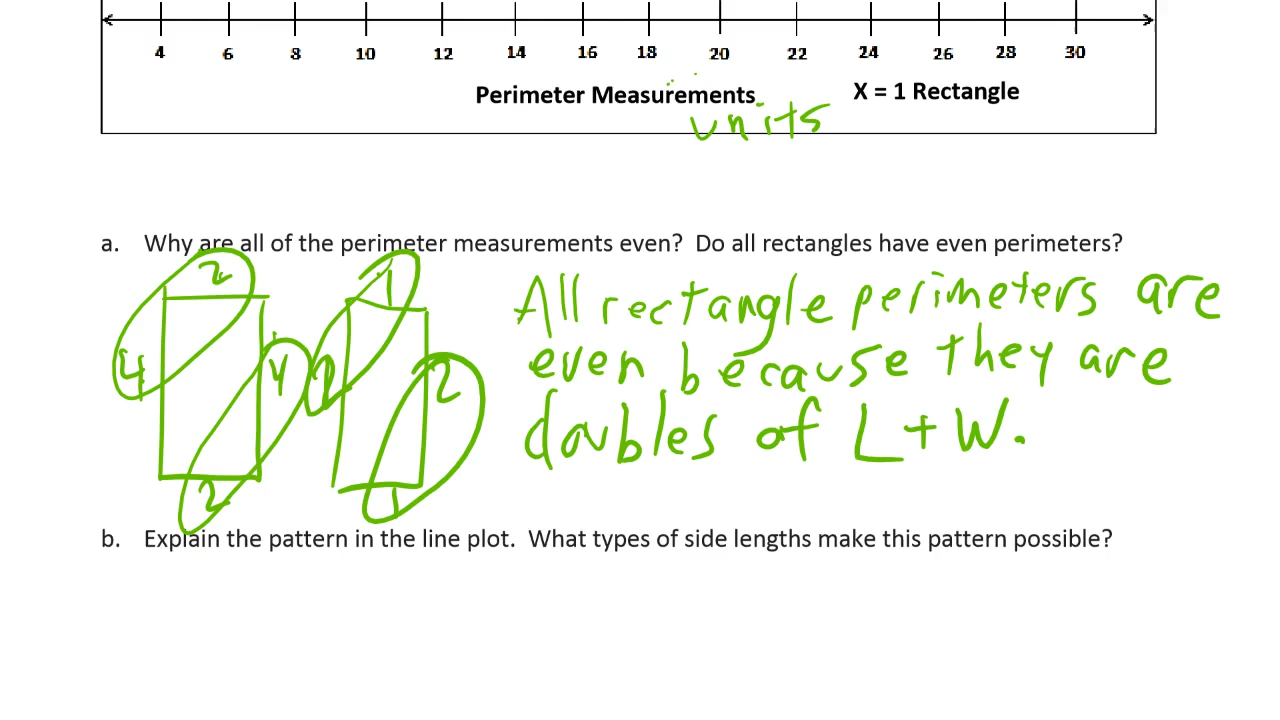 4 6 8 10 12 14 16 18 20 22 24 26 28 30
Perimeter Measurements X = 1 Rectangle
units
a. Why are all of the perimeter measurements even? Do all rectangles have even perimeters?
2 1
All rectangle perimeters are
4 4 2 2
even because they are
doubles of L + W.
2 1
b. Explain the pattern in the line plot. What types of side lengths make this pattern possible?